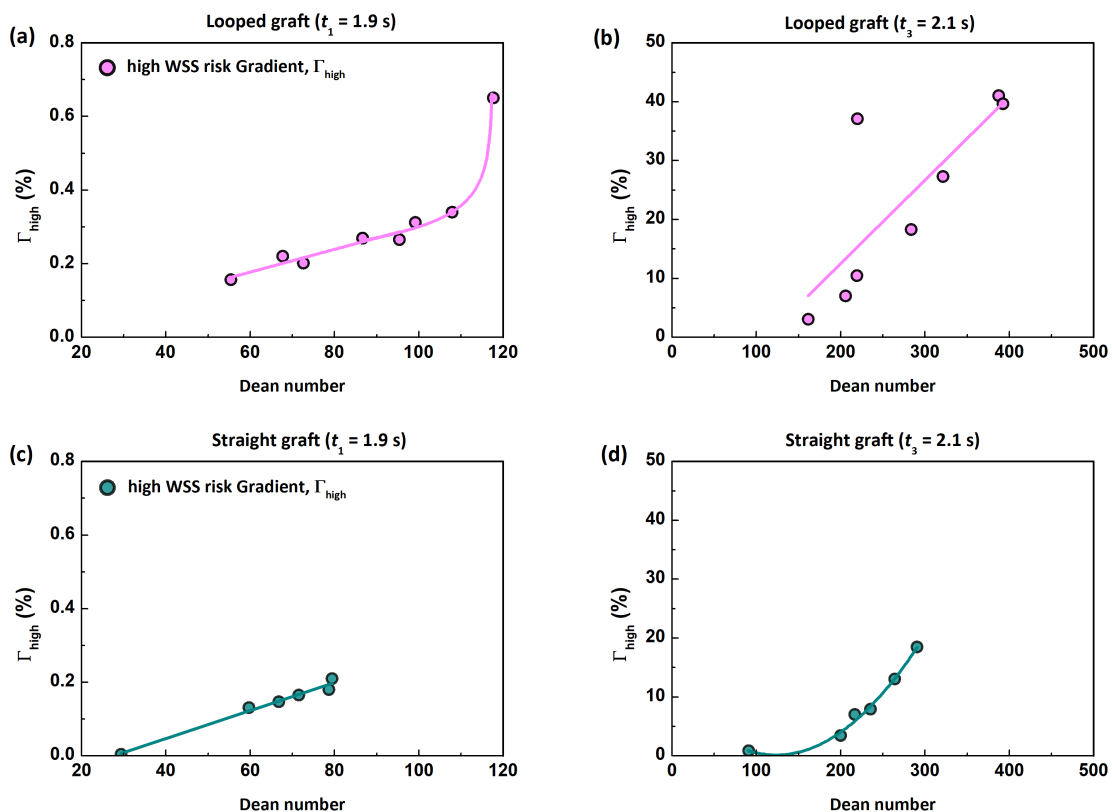 (a)
Looped graft (t₁ = 1.9 s)
0.8
0.6
0.4
0.2
0.0
Γhigh (%)
high WSS risk Gradient, Γhigh
20 40 60 80 100 120
Dean number
(b)
Looped graft (t₃ = 2.1 s)
50
40
30
20
10
0
Γhigh (%)
0 100 200 300 400 500
Dean number
(c)
Straight graft (t₁ = 1.9 s)
0.8
0.6
0.4
0.2
0.0
Γhigh (%)
high WSS risk Gradient, Γhigh
20 40 60 80 100 120
Dean number
(d)
Straight graft (t₃ = 2.1 s)
50
40
30
20
10
0
Γhigh (%)
0 100 200 300 400 500
Dean number